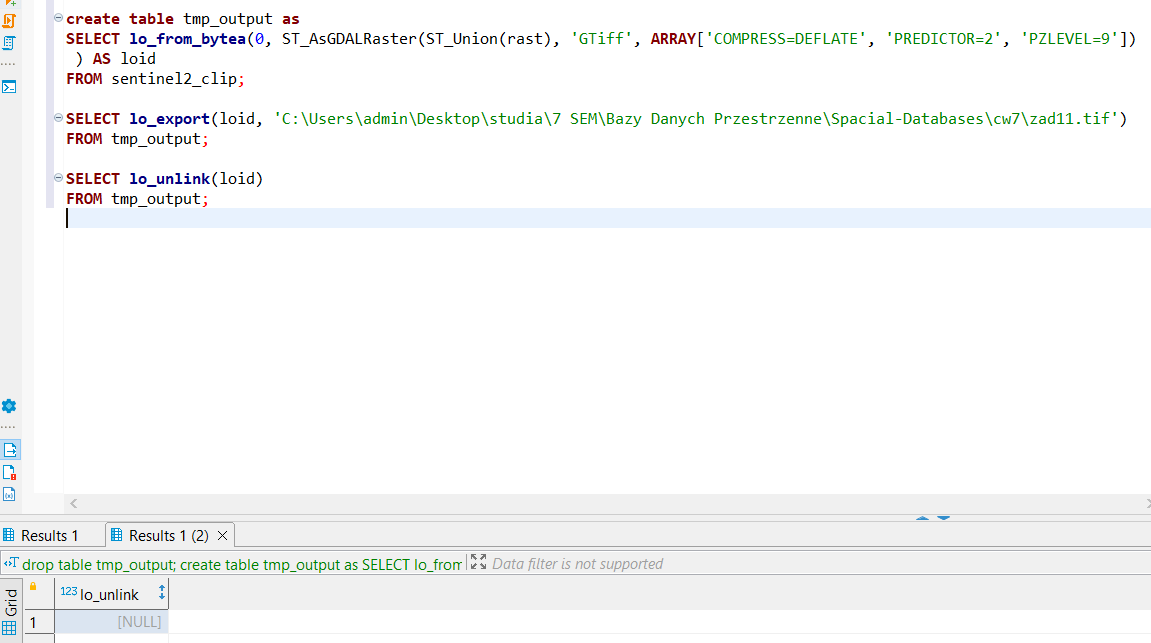 create table tmp_output as
SELECT lo_from_bytea(0, ST_AsGDALRaster(ST_Union(rast), 'GTiff', ARRAY['COMPRESS=DEFLATE', 'PREDICTOR=2', 'PZLEVEL=9'])
) AS loid
FROM sentinel2_clip;
SELECT lo_export(loid, 'C:\Users\admin\Desktop\studia\7 SEM\Bazy Danych Przestrzenne\Spacial-Databases\cw7\zad11.tif')
FROM tmp_output;
SELECT lo_unlink(loid)
FROM tmp_output;
Results 1
Results 1 (2)
drop table tmp_output; create table tmp_output as SELECT lo_from
Data filter is not supported
Grid
123 lo_unlink
1
[NULL]